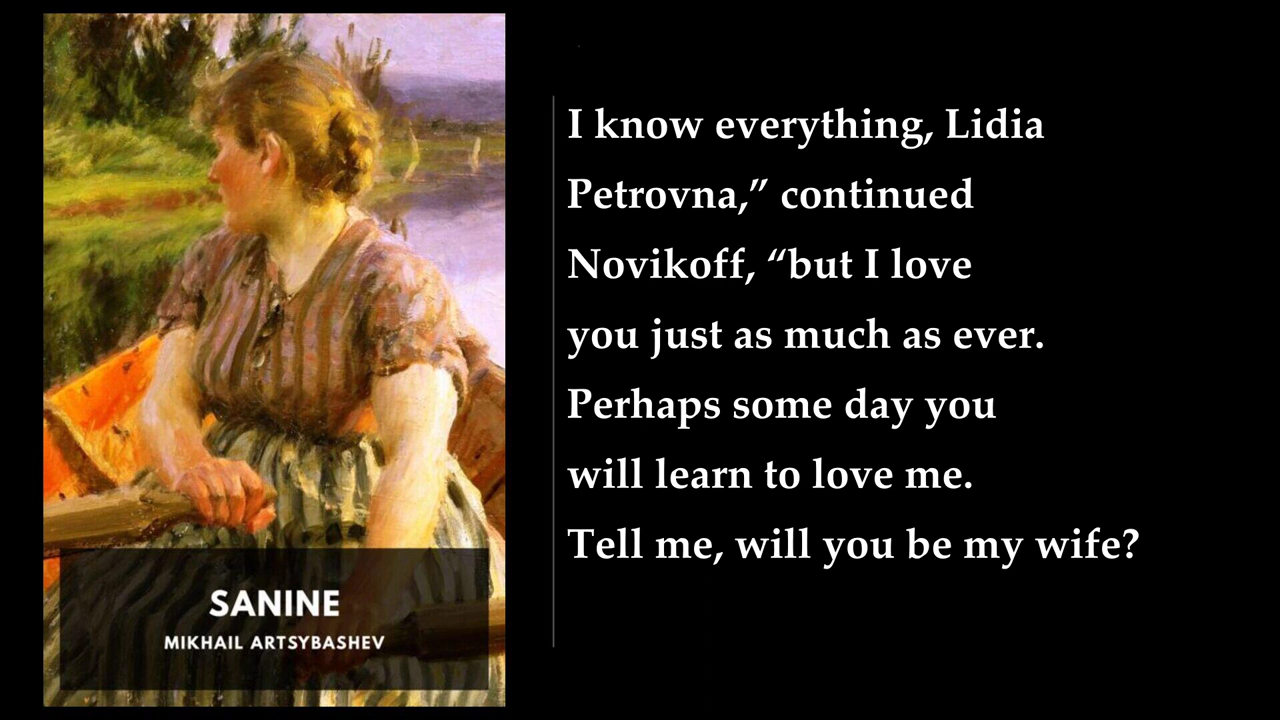 SANINE
MIKHAIL ARTSYBASHEV
I know everything, Lidia
Petrovna,” continued
Novikoff, “but I love
you just as much as ever.
Perhaps some day you
will learn to love me.
Tell me, will you be my wife?